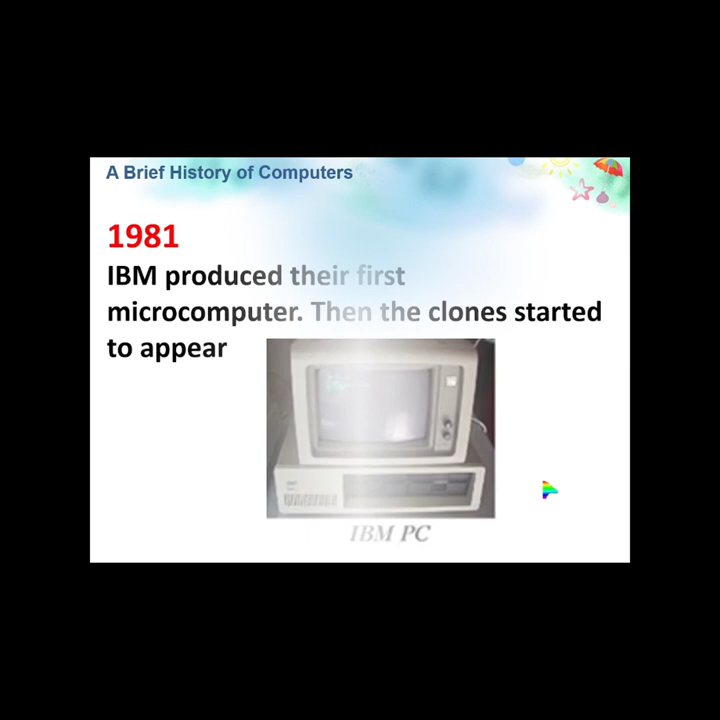 A Brief History of Computers
1981
IBM produced their first
microcomputer. Then the clones started
to appear
IBM PC